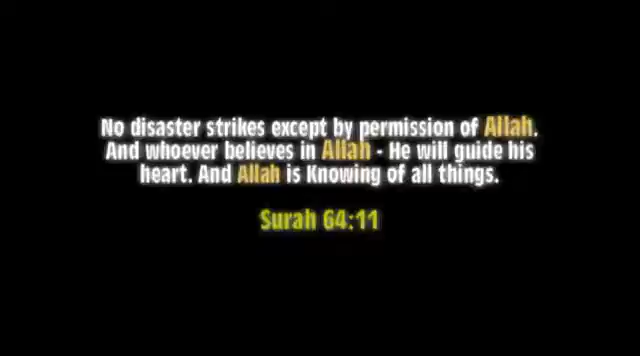 No disaster strikes except by permission of Allah.
And whoever believes in Allah - He will guide his
heart. And Allah is Knowing of all things.
Surah 64:11